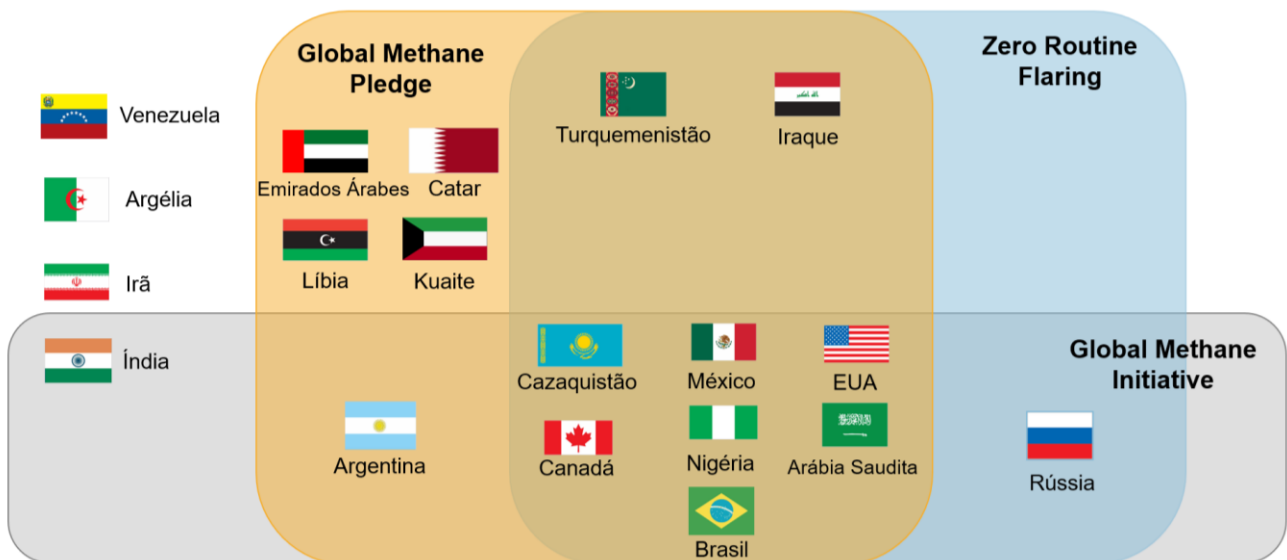 Global Methane
Pledge
Zero Routine
Flaring
Venezuela
Turquemenistão
Iraque
Emirados Árabes
Catar
Argélia
Líbia
Kuaite
Irã
Índia
Cazaquistão
México
EUA
Global Methane
Initiative
Argentina
Canadá
Nigéria
Arábia Saudita
Rússia
Brasil